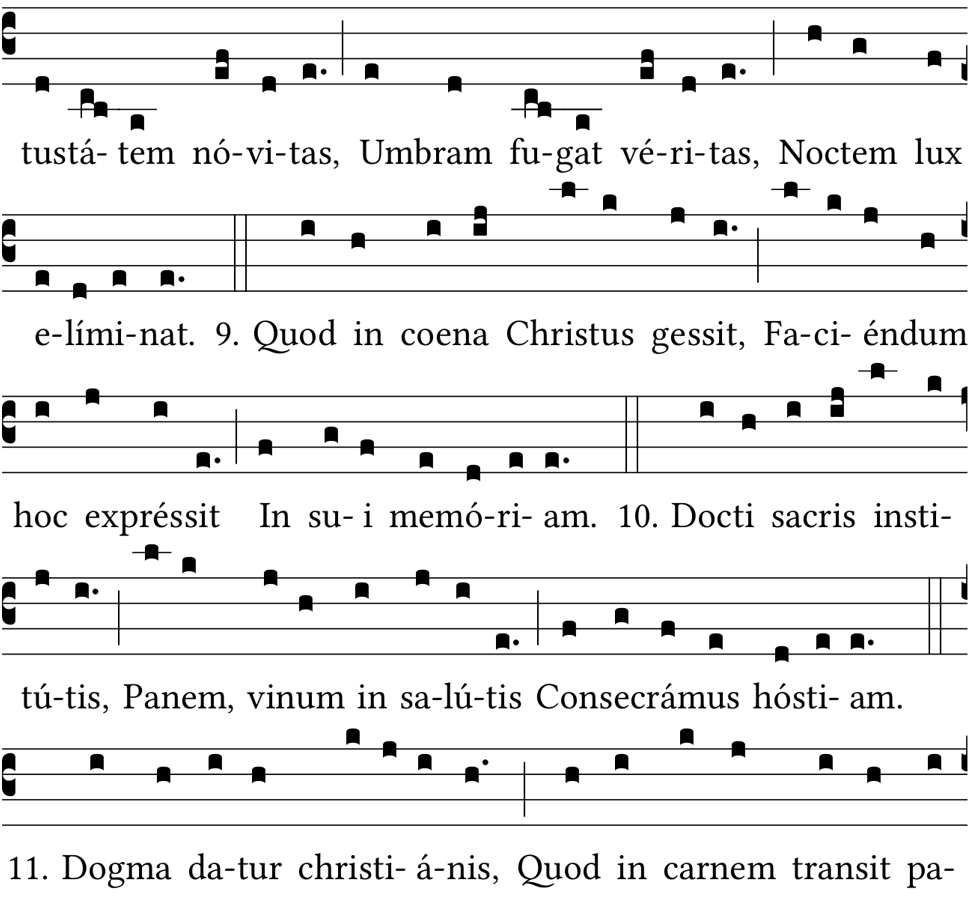 tustá- tem nó-vi-tas, Umbram fu-gat vé-ri-tas, Noctem lux
e-lími-nat. 9. Quod in coena Christus gessit, Fa-ci- éndum
hoc expréssit In su- i memó-ri- am. 10. Docti sacris insti-
tú-tis, Panem, vinum in sa-lú-tis Consecrámus hósti- am.
11. Dogma da-tur christi- á-nis, Quod in carnem transit pa-